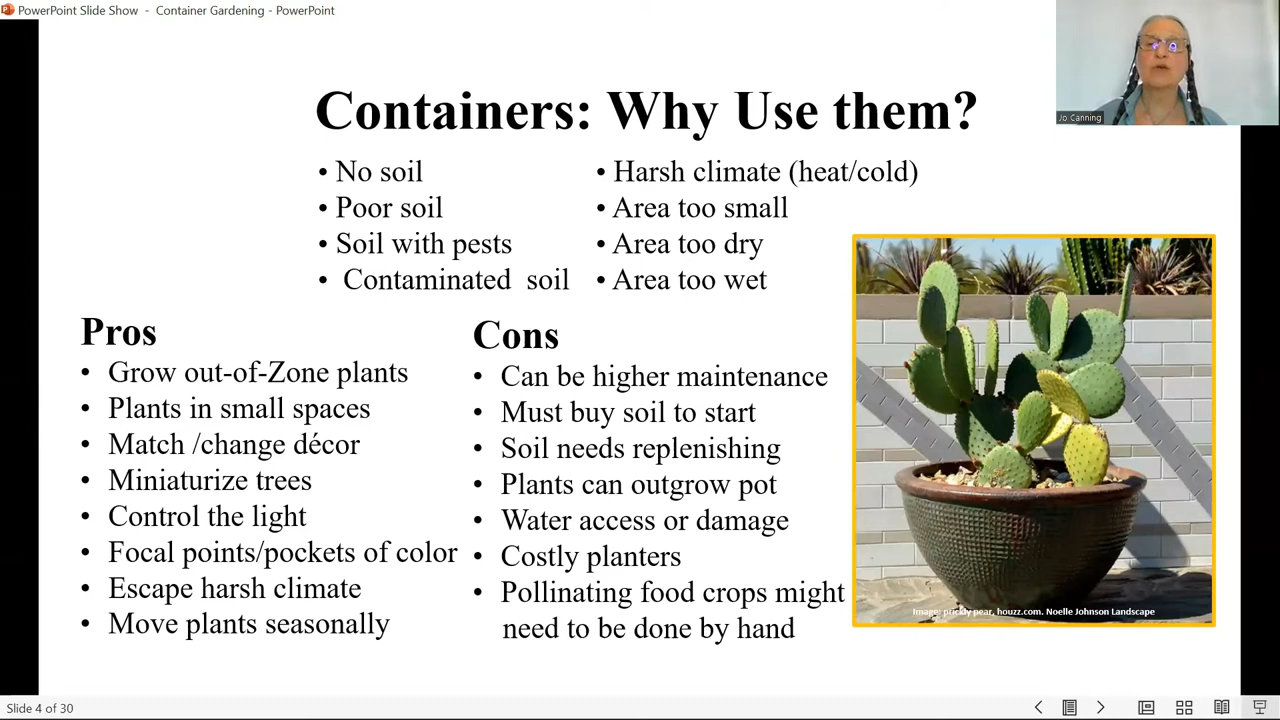 PowerPoint Slide Show - Container Gardening - PowerPoint
Jo Canning
Containers: Why Use them?
• No soil
• Poor soil
• Soil with pests
• Contaminated soil
• Harsh climate (heat/cold)
• Area too small
• Area too dry
• Area too wet
Pros
• Grow out-of-Zone plants
• Plants in small spaces
• Match /change décor
• Miniaturize trees
• Control the light
• Focal points/pockets of color
• Escape harsh climate
• Move plants seasonally
Cons
• Can be higher maintenance
• Must buy soil to start
• Soil needs replenishing
• Plants can outgrow pot
• Water access or damage
• Costly planters
• Pollinating food crops might
need to be done by hand
Image: prickly pear, houzz.com. Noelle Johnson Landscape
Slide 4 of 30